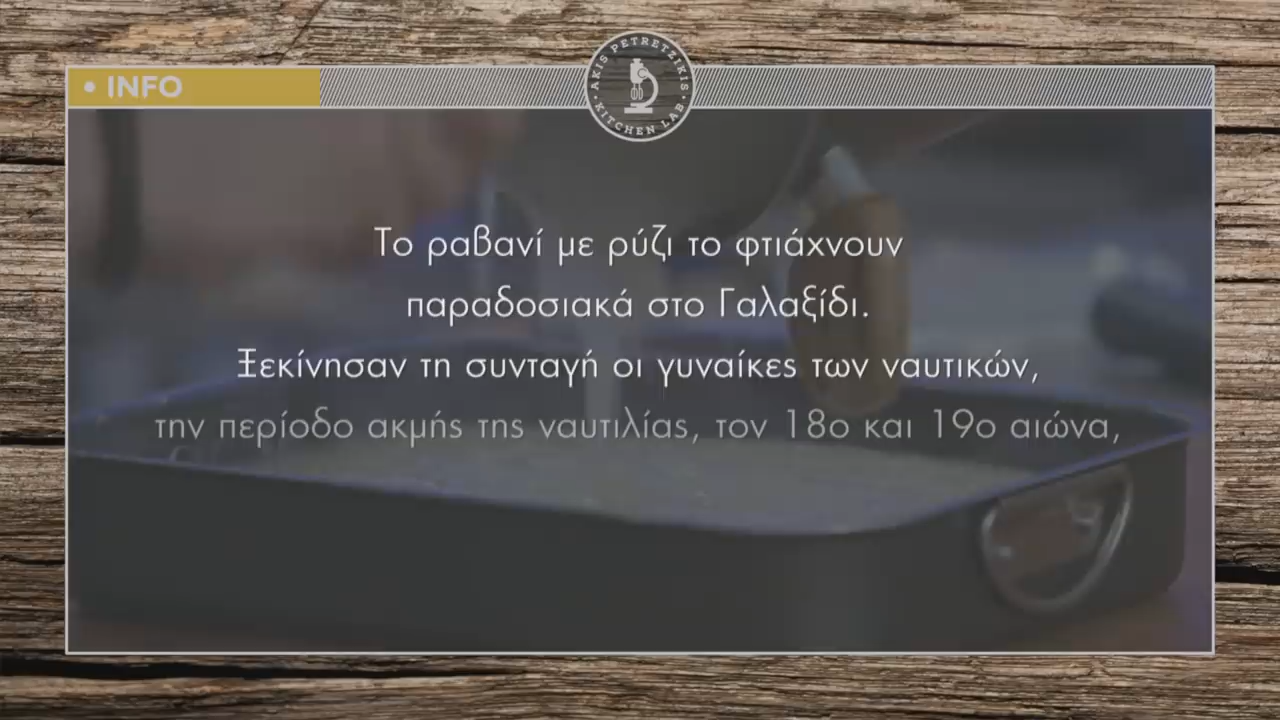 • INFO
AKIS PETRETZIKIS
• KITCHEN LAB •
Το ραβανί με ρύζι το φτιάχνουν
παραδοσιακά στο Γαλαξίδι.
Ξεκίνησαν τη συνταγή οι γυναίκες των ναυτικών,
την περίοδο ακμής της ναυτιλίας, τον 18ο και 19ο αιώνα,